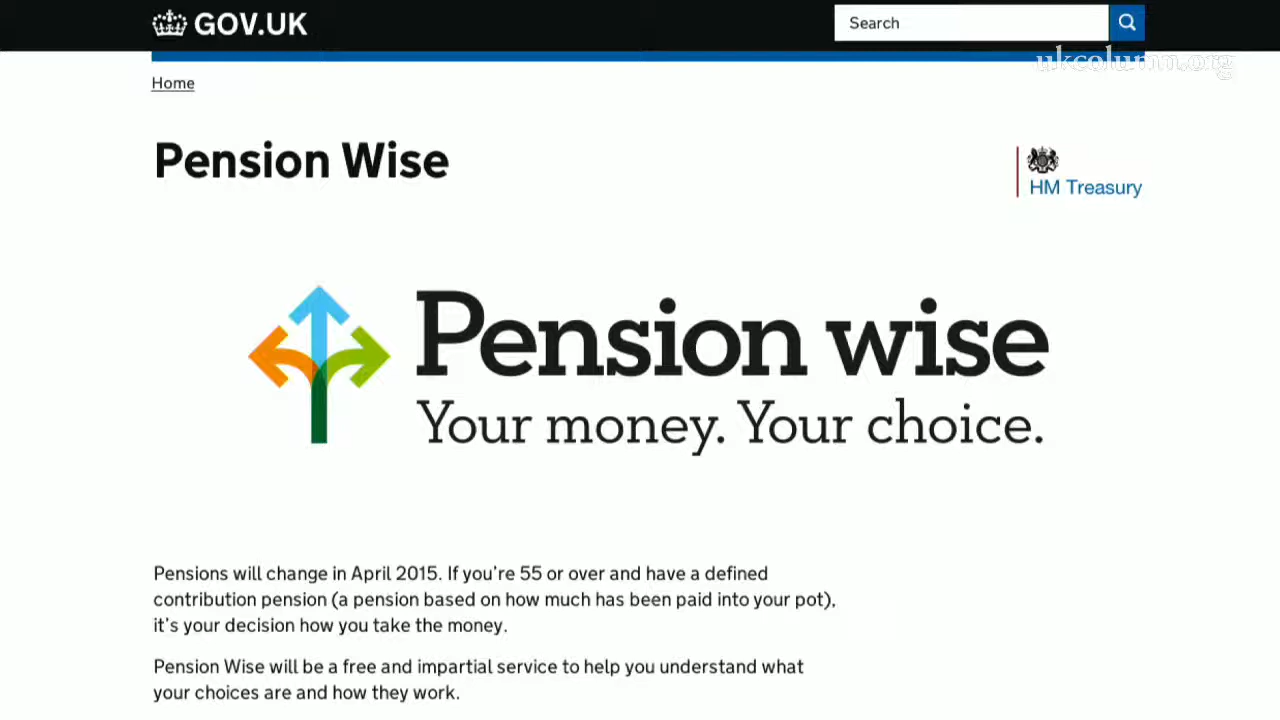 GOV.UK
Search
ukcolumn.org
Home
Pension Wise
HM Treasury
Pension wise
Your money. Your choice.
Pensions will change in April 2015. If you're 55 or over and have a defined
contribution pension (a pension based on how much has been paid into your pot),
it's your decision how you take the money.
Pension Wise will be a free and impartial service to help you understand what
your choices are and how they work.